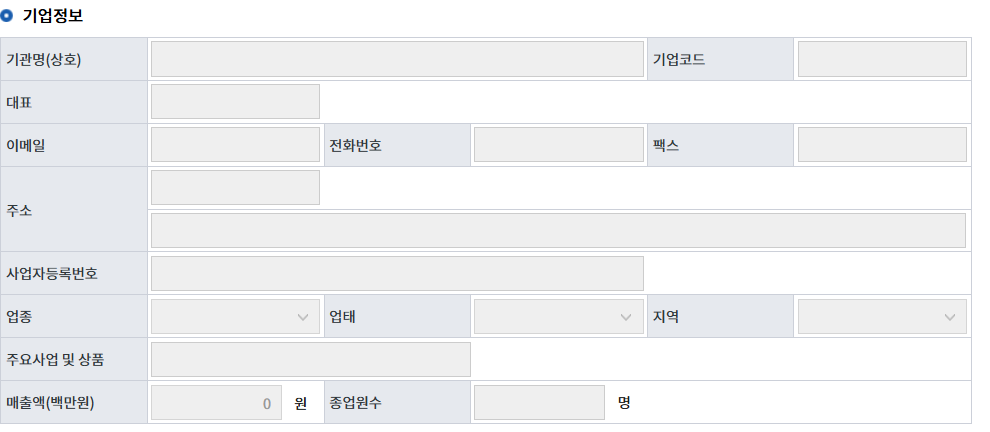 기업정보
기관명(상호) 기업코드
대표
이메일 전화번호 팩스
주소
사업자등록번호
업종 업태 지역
주요사업 및 상품
매출액(백만원) 0 원 종업원수 명